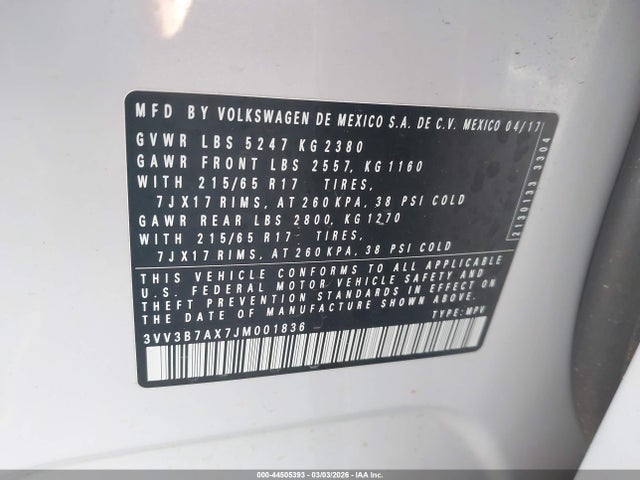 MFD BY VOLKSWAGEN DE MEXICO S.A. DE C.V. MEXICO 04/17
GVWR LBS 5247 KG 2380
GAWR FRONT LBS 2557, KG 1160
WITH 215/65 R17 TIRES,
7JX17 RIMS, AT 260 KPA, 38 PSI COLD
GAWR REAR LBS 2800, KG 1270
WITH 215/65 R17 TIRES,
7JX17 RIMS, AT 260 KPA, 38 PSI COLD
THIS VEHICLE CONFORMS TO ALL APPLICABLE
U.S. FEDERAL MOTOR VEHICLE SAFETY AND
THEFT PREVENTION STANDARDS IN EFFECT ON
THE DATE OF MANUFACTURE SHOWN ABOVE.
3VV3B7AX7JM001836
TYPE: MPV
2130133 3304
000-44505393 - 03/03/2026 - IAA Inc.